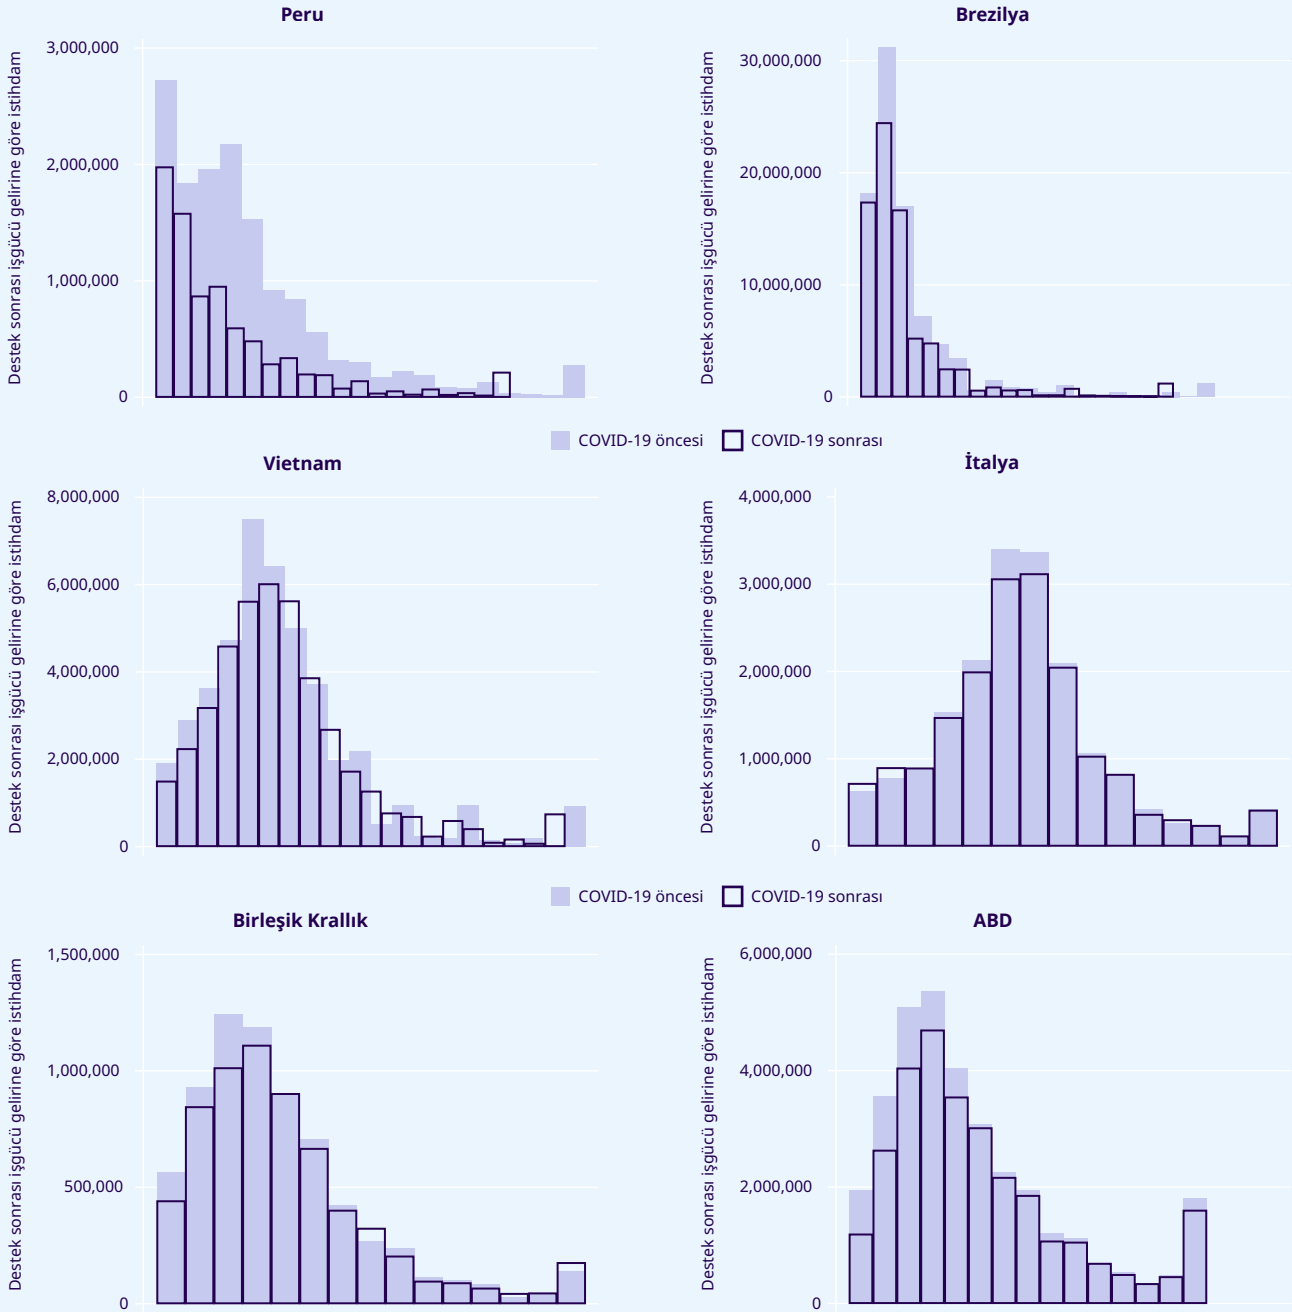 Peru
Destek sonrası işgücü gelirine göre istihdam
3,000,000
2,000,000
1,000,000
0
Brezilya
Destek sonrası işgücü gelirine göre istihdam
30,000,000
20,000,000
10,000,000
0
COVID-19 öncesi COVID-19 sonrası
Vietnam
Destek sonrası işgücü gelirine göre istihdam
8,000,000
6,000,000
4,000,000
2,000,000
0
İtalya
Destek sonrası işgücü gelirine göre istihdam
4,000,000
3,000,000
2,000,000
1,000,000
0
COVID-19 öncesi COVID-19 sonrası
Birleşik Krallık
Destek sonrası işgücü gelirine göre istihdam
1,500,000
1,000,000
500,000
0
ABD
Destek sonrası işgücü gelirine göre istihdam
6,000,000
4,000,000
2,000,000
0